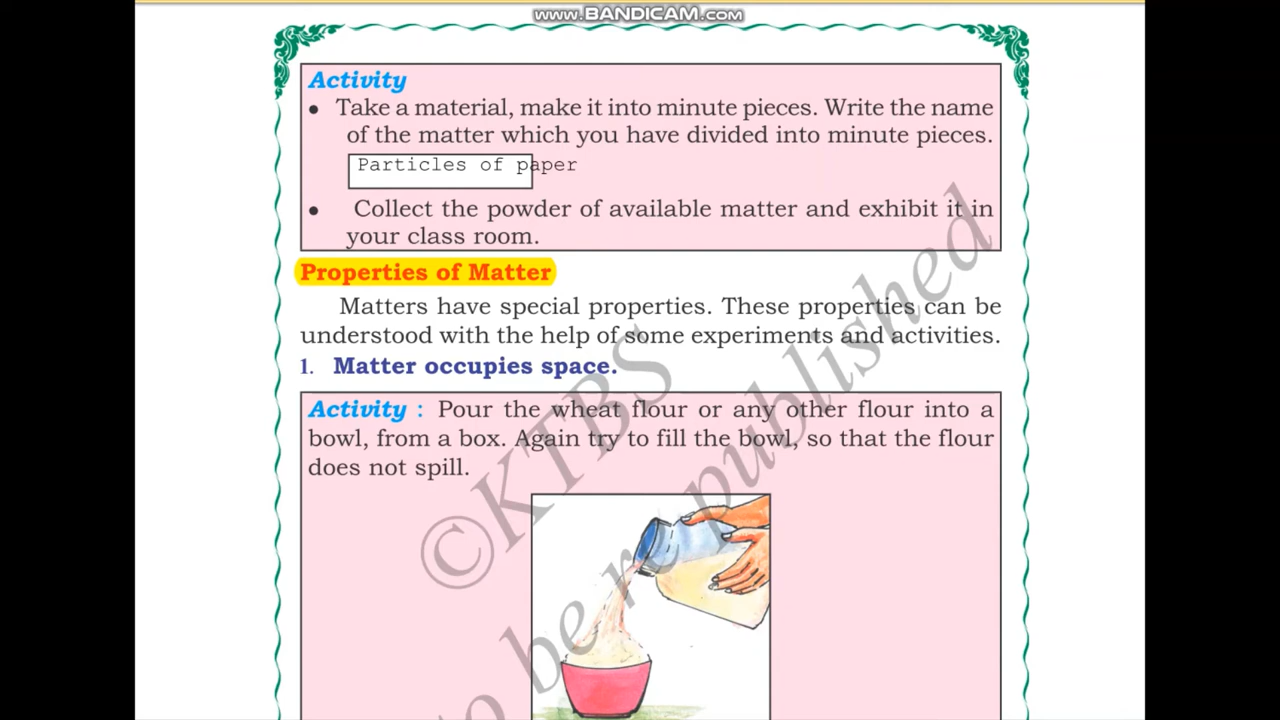 www.BANDICAM.com
Activity
• Take a material, make it into minute pieces. Write the name
of the matter which you have divided into minute pieces.
Particles of paper
• Collect the powder of available matter and exhibit it in
your class room.
Properties of Matter
Matters have special properties. These properties can be
understood with the help of some experiments and activities.
1. Matter occupies space.
Activity : Pour the wheat flour or any other flour into a
bowl, from a box. Again try to fill the bowl, so that the flour
does not spill.
©KTBS
to be republished